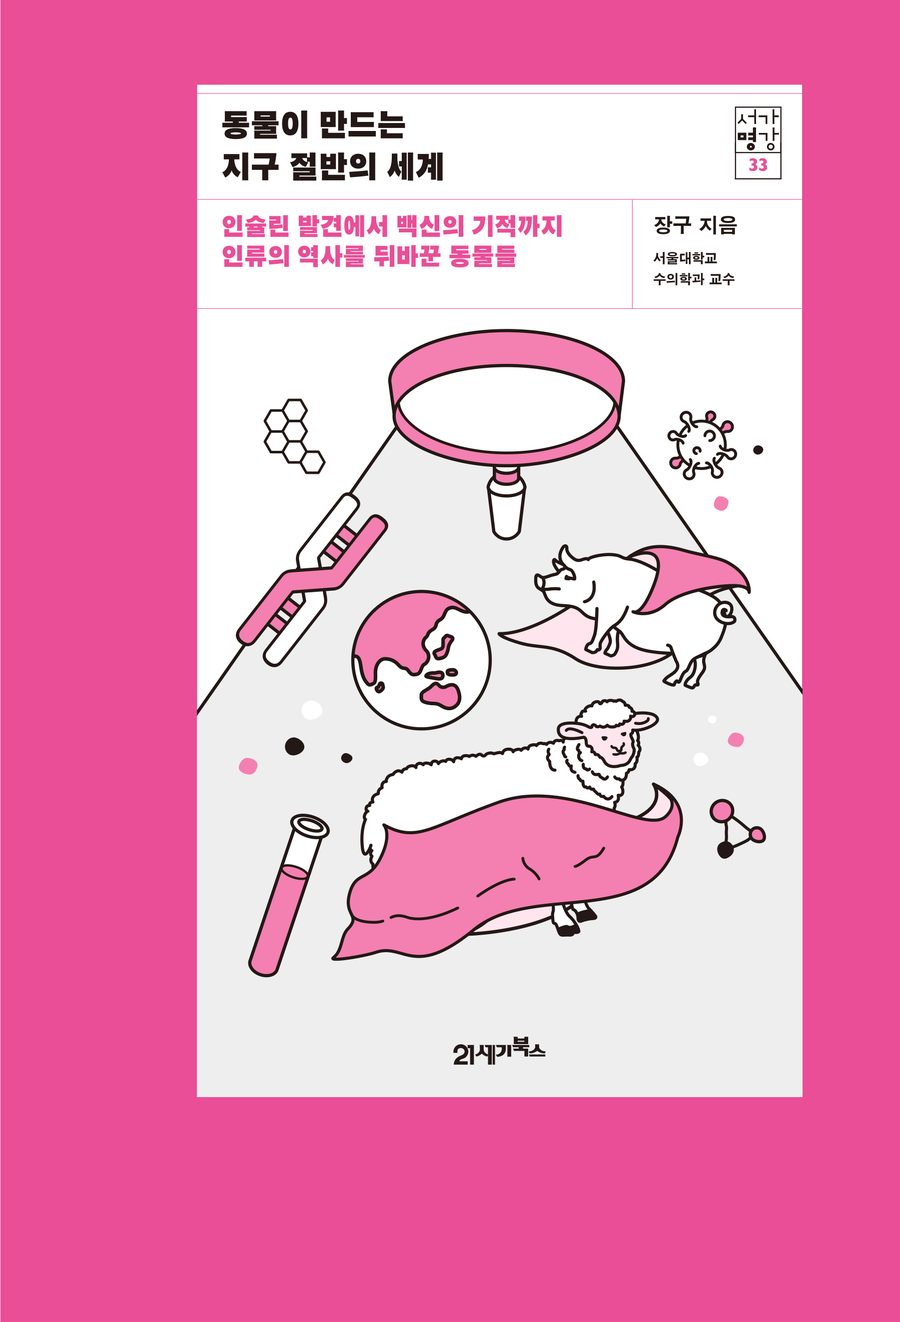 동물이 만드는
지구 절반의 세계
서가
명강
33
인슐린 발견에서 백신의 기적까지
인류의 역사를 뒤바꾼 동물들
장구 지음
서울대학교
수의학과 교수
21세기북스